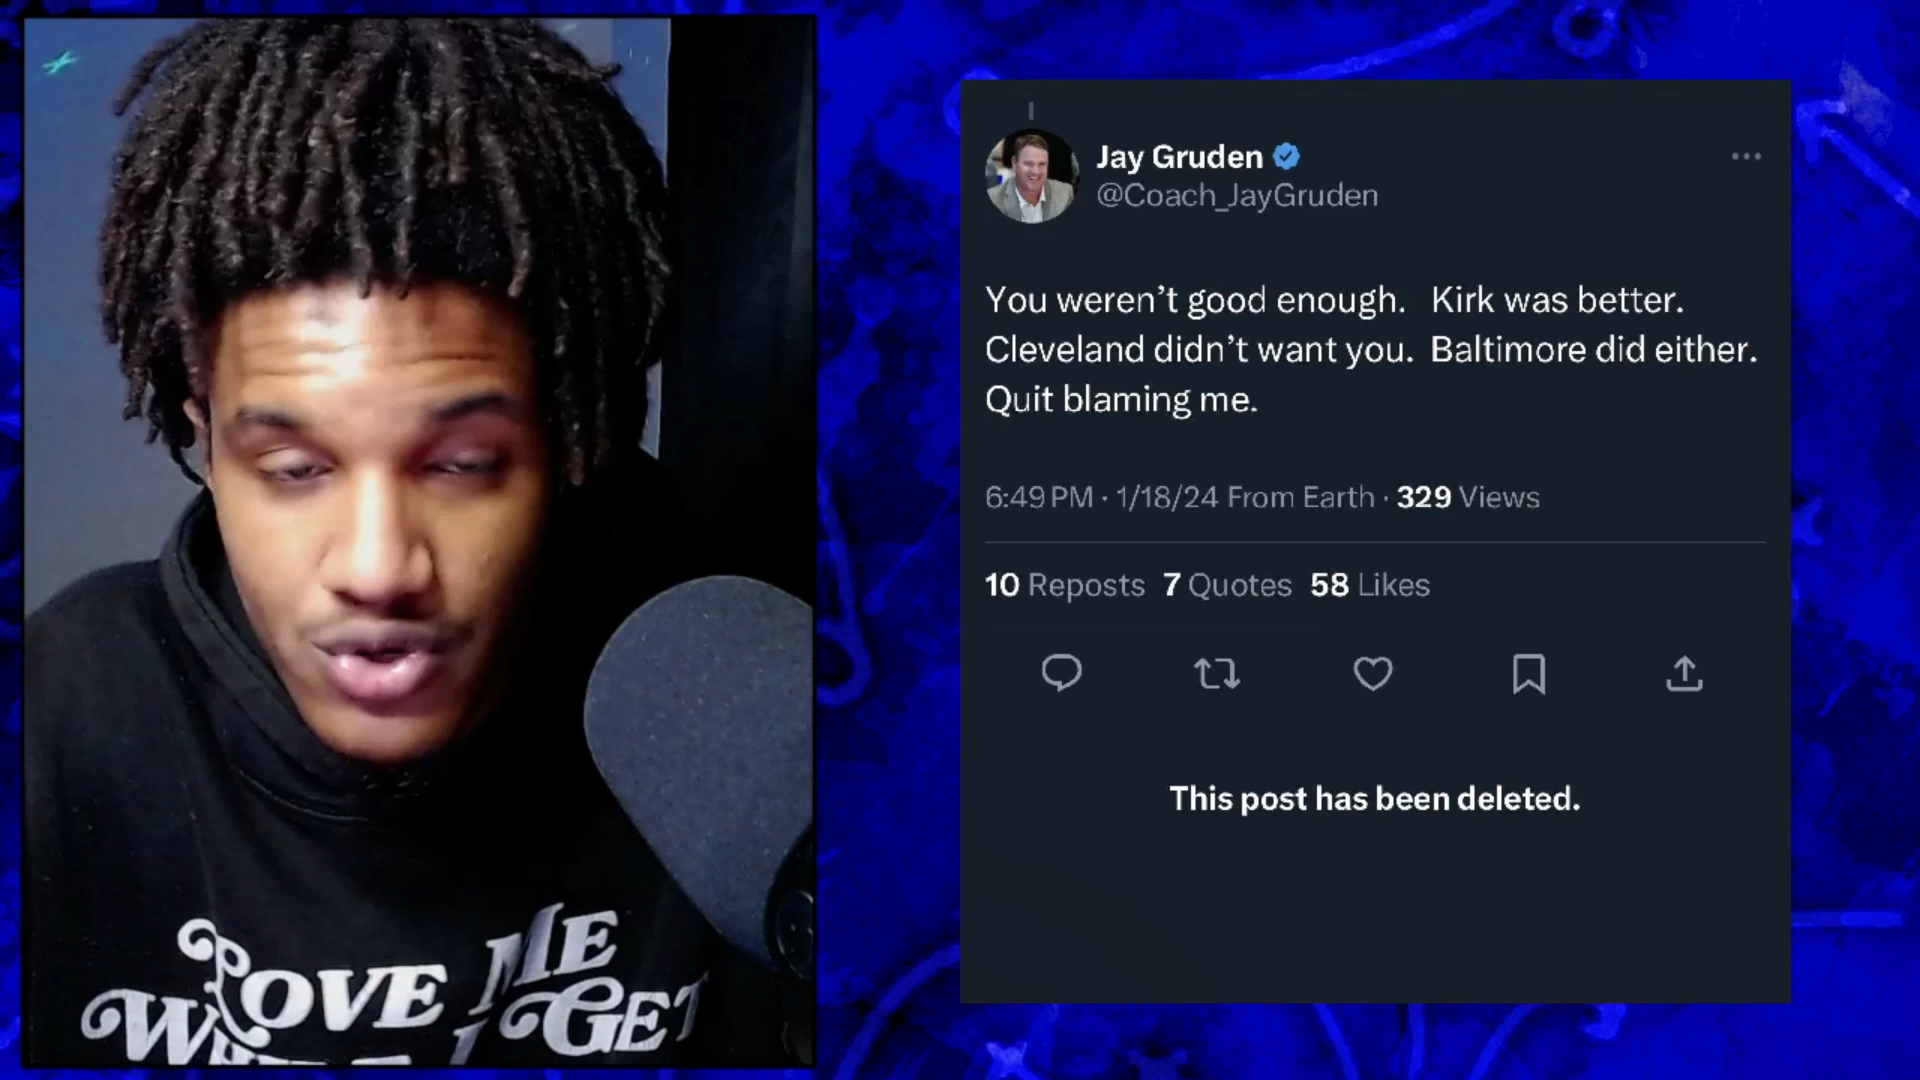 Jay Gruden
@Coach_JayGruden
You weren't good enough.   Kirk was better.
Cleveland didn't want you.  Baltimore did either.
Quit blaming me.
6:49 PM · 1/18/24 From Earth · 329 Views
10 Reposts 7 Quotes 58 Likes
This post has been deleted.
ME
GET